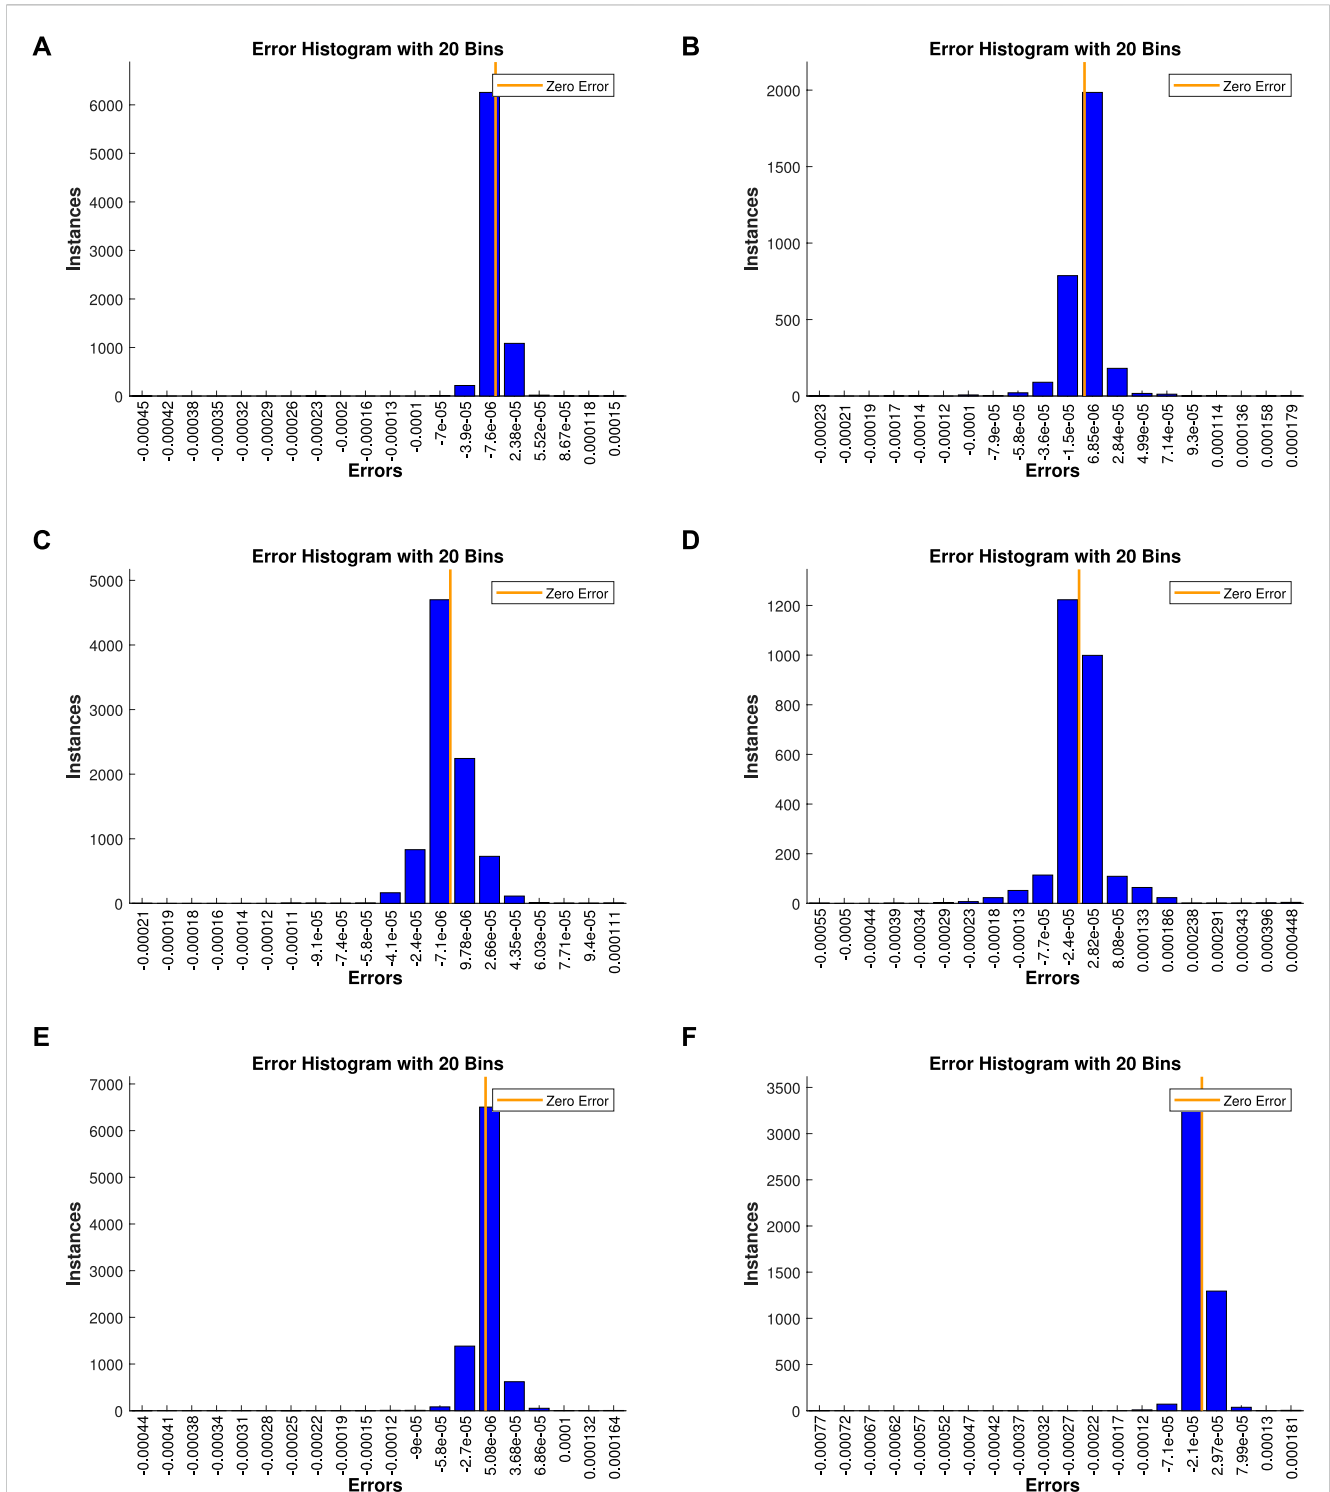 A
Error Histogram with 20 Bins
Zero Error
Instances
6000
5000
4000
3000
2000
1000
0
-0.00045
-0.00042
-0.00038
-0.00035
-0.00032
-0.00029
-0.00026
-0.00023
-0.0002
-0.00016
-0.00013
-0.0001
-7e-05
-3.9e-05
-7.6e-06
2.38e-05
5.52e-05
8.67e-05
0.000118
0.00015
Errors
B
Error Histogram with 20 Bins
Zero Error
Instances
2000
1500
1000
500
0
-0.00023
-0.00021
-0.00019
-0.00017
-0.00014
-0.00012
-0.0001
-7.9e-05
-5.8e-05
-3.6e-05
-1.5e-05
6.85e-06
2.84e-05
4.99e-05
7.14e-05
9.3e-05
0.000114
0.000136
0.000158
0.000179
Errors
C
Error Histogram with 20 Bins
Zero Error
Instances
5000
4000
3000
2000
1000
0
-0.00021
-0.00019
-0.00018
-0.00016
-0.00014
-0.00012
-0.00011
-9.1e-05
-7.4e-05
-5.8e-05
-4.1e-05
-2.4e-05
-7.1e-06
9.78e-06
2.66e-05
4.35e-05
6.03e-05
7.71e-05
9.4e-05
0.000111
Errors
D
Error Histogram with 20 Bins
Zero Error
Instances
1200
1000
800
600
400
200
0
-0.00055
-0.0005
-0.00044
-0.00039
-0.00034
-0.00029
-0.00023
-0.00018
-0.00013
-7.7e-05
-2.4e-05
2.82e-05
8.08e-05
0.000133
0.000186
0.000238
0.000291
0.000343
0.000396
0.000448
Errors
E
Error Histogram with 20 Bins
Zero Error
Instances
7000
6000
5000
4000
3000
2000
1000
0
-0.00044
-0.00041
-0.00038
-0.00034
-0.00031
-0.00028
-0.00025
-0.00022
-0.00019
-0.00015
-0.00012
-9e-05
-5.8e-05
-2.7e-05
5.08e-06
3.68e-05
6.86e-05
0.0001
0.000132
0.000164
Errors
F
Error Histogram with 20 Bins
Zero Error
Instances
3500
3000
2500
2000
1500
1000
500
0
-0.00077
-0.00072
-0.00067
-0.00062
-0.00057
-0.00052
-0.00047
-0.00042
-0.00037
-0.00032
-0.00027
-0.00022
-0.00017
-0.00012
-7.1e-05
-2.1e-05
2.97e-05
7.99e-05
0.00013
0.000181
Errors